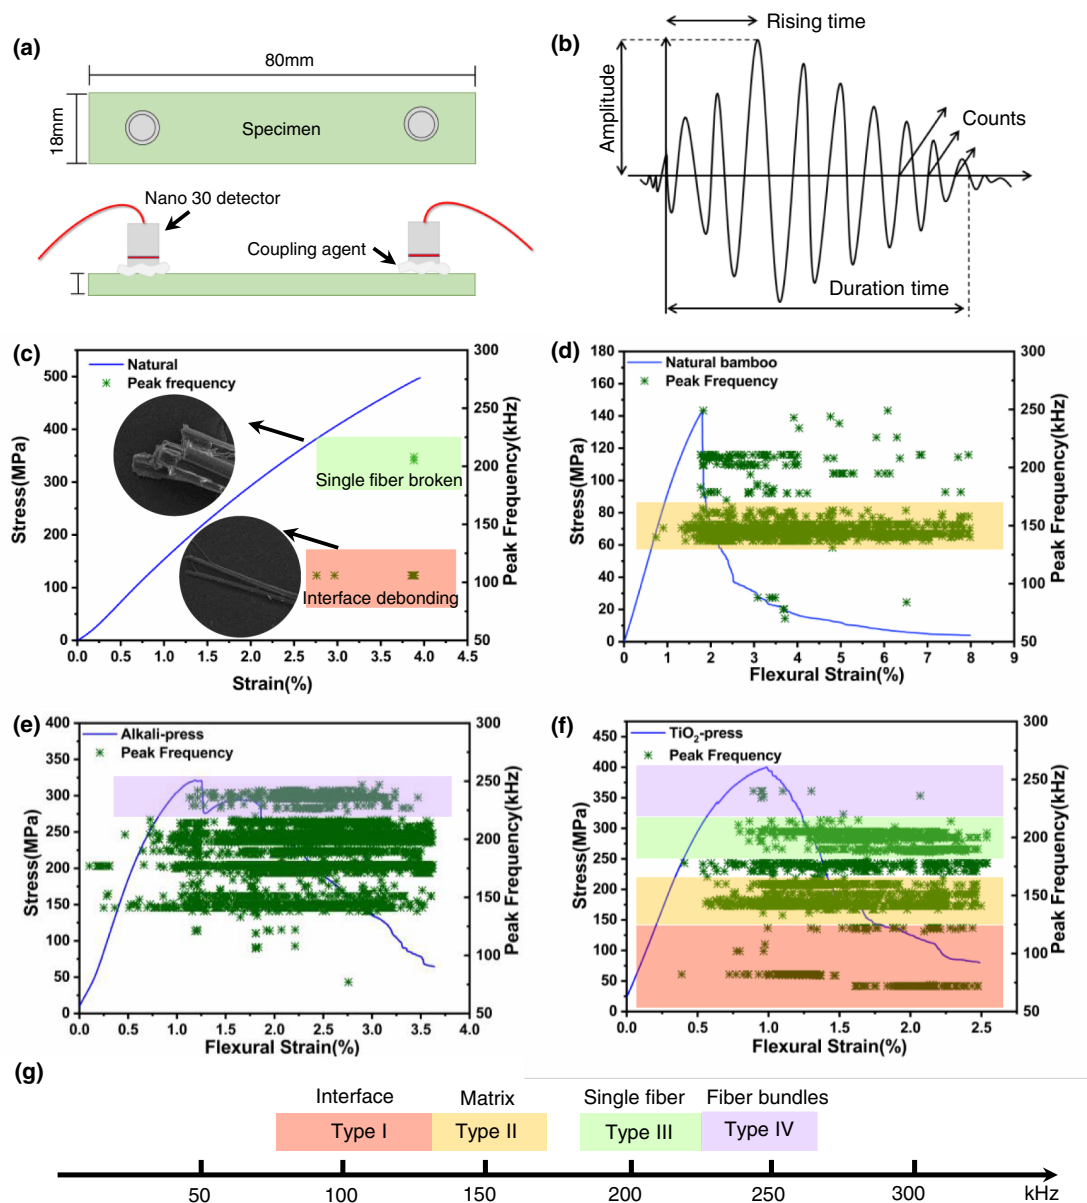 (a)
80mm
18mm
Specimen
Nano 30 detector
Coupling agent
(b)
Rising time
Amplitude
Counts
Duration time
(c)
Natural
Peak frequency
Single fiber broken
Interface debonding
Stress(MPa)
0
50
100
150
200
250
300
350
400
450
500
550
Peak Frequency(kHz)
50
100
150
200
250
300
0.0 0.5 1.0 1.5 2.0 2.5 3.0 3.5 4.0 4.5
Strain(%)
(d)
Natural bamboo
Peak Frequency
Stress(MPa)
180
160
140
120
100
80
60
40
20
0
Peak Frequency(kHz)
300
250
200
150
100
50
0 1 2 3 4 5 6 7 8 9
Flexural Strain(%)
(e)
Alkali-press
Peak Frequency
Stress(MPa)
400
350
300
250
200
150
100
50
0
Peak Frequency(kHz)
300
250
200
150
100
50
0.0 0.5 1.0 1.5 2.0 2.5 3.0 3.5 4.0
Flexural Strain(%)
(f)
TiO2-press
Peak Frequency
Stress(MPa)
450
400
350
300
250
200
150
100
50
0
Peak Frequency(kHz)
300
250
200
150
100
50
0.0 0.5 1.0 1.5 2.0 2.5
Flexural Strain(%)
(g)
Interface Matrix Single fiber Fiber bundles
Type I Type II Type III Type IV
50 100 150 200 250 300 kHz